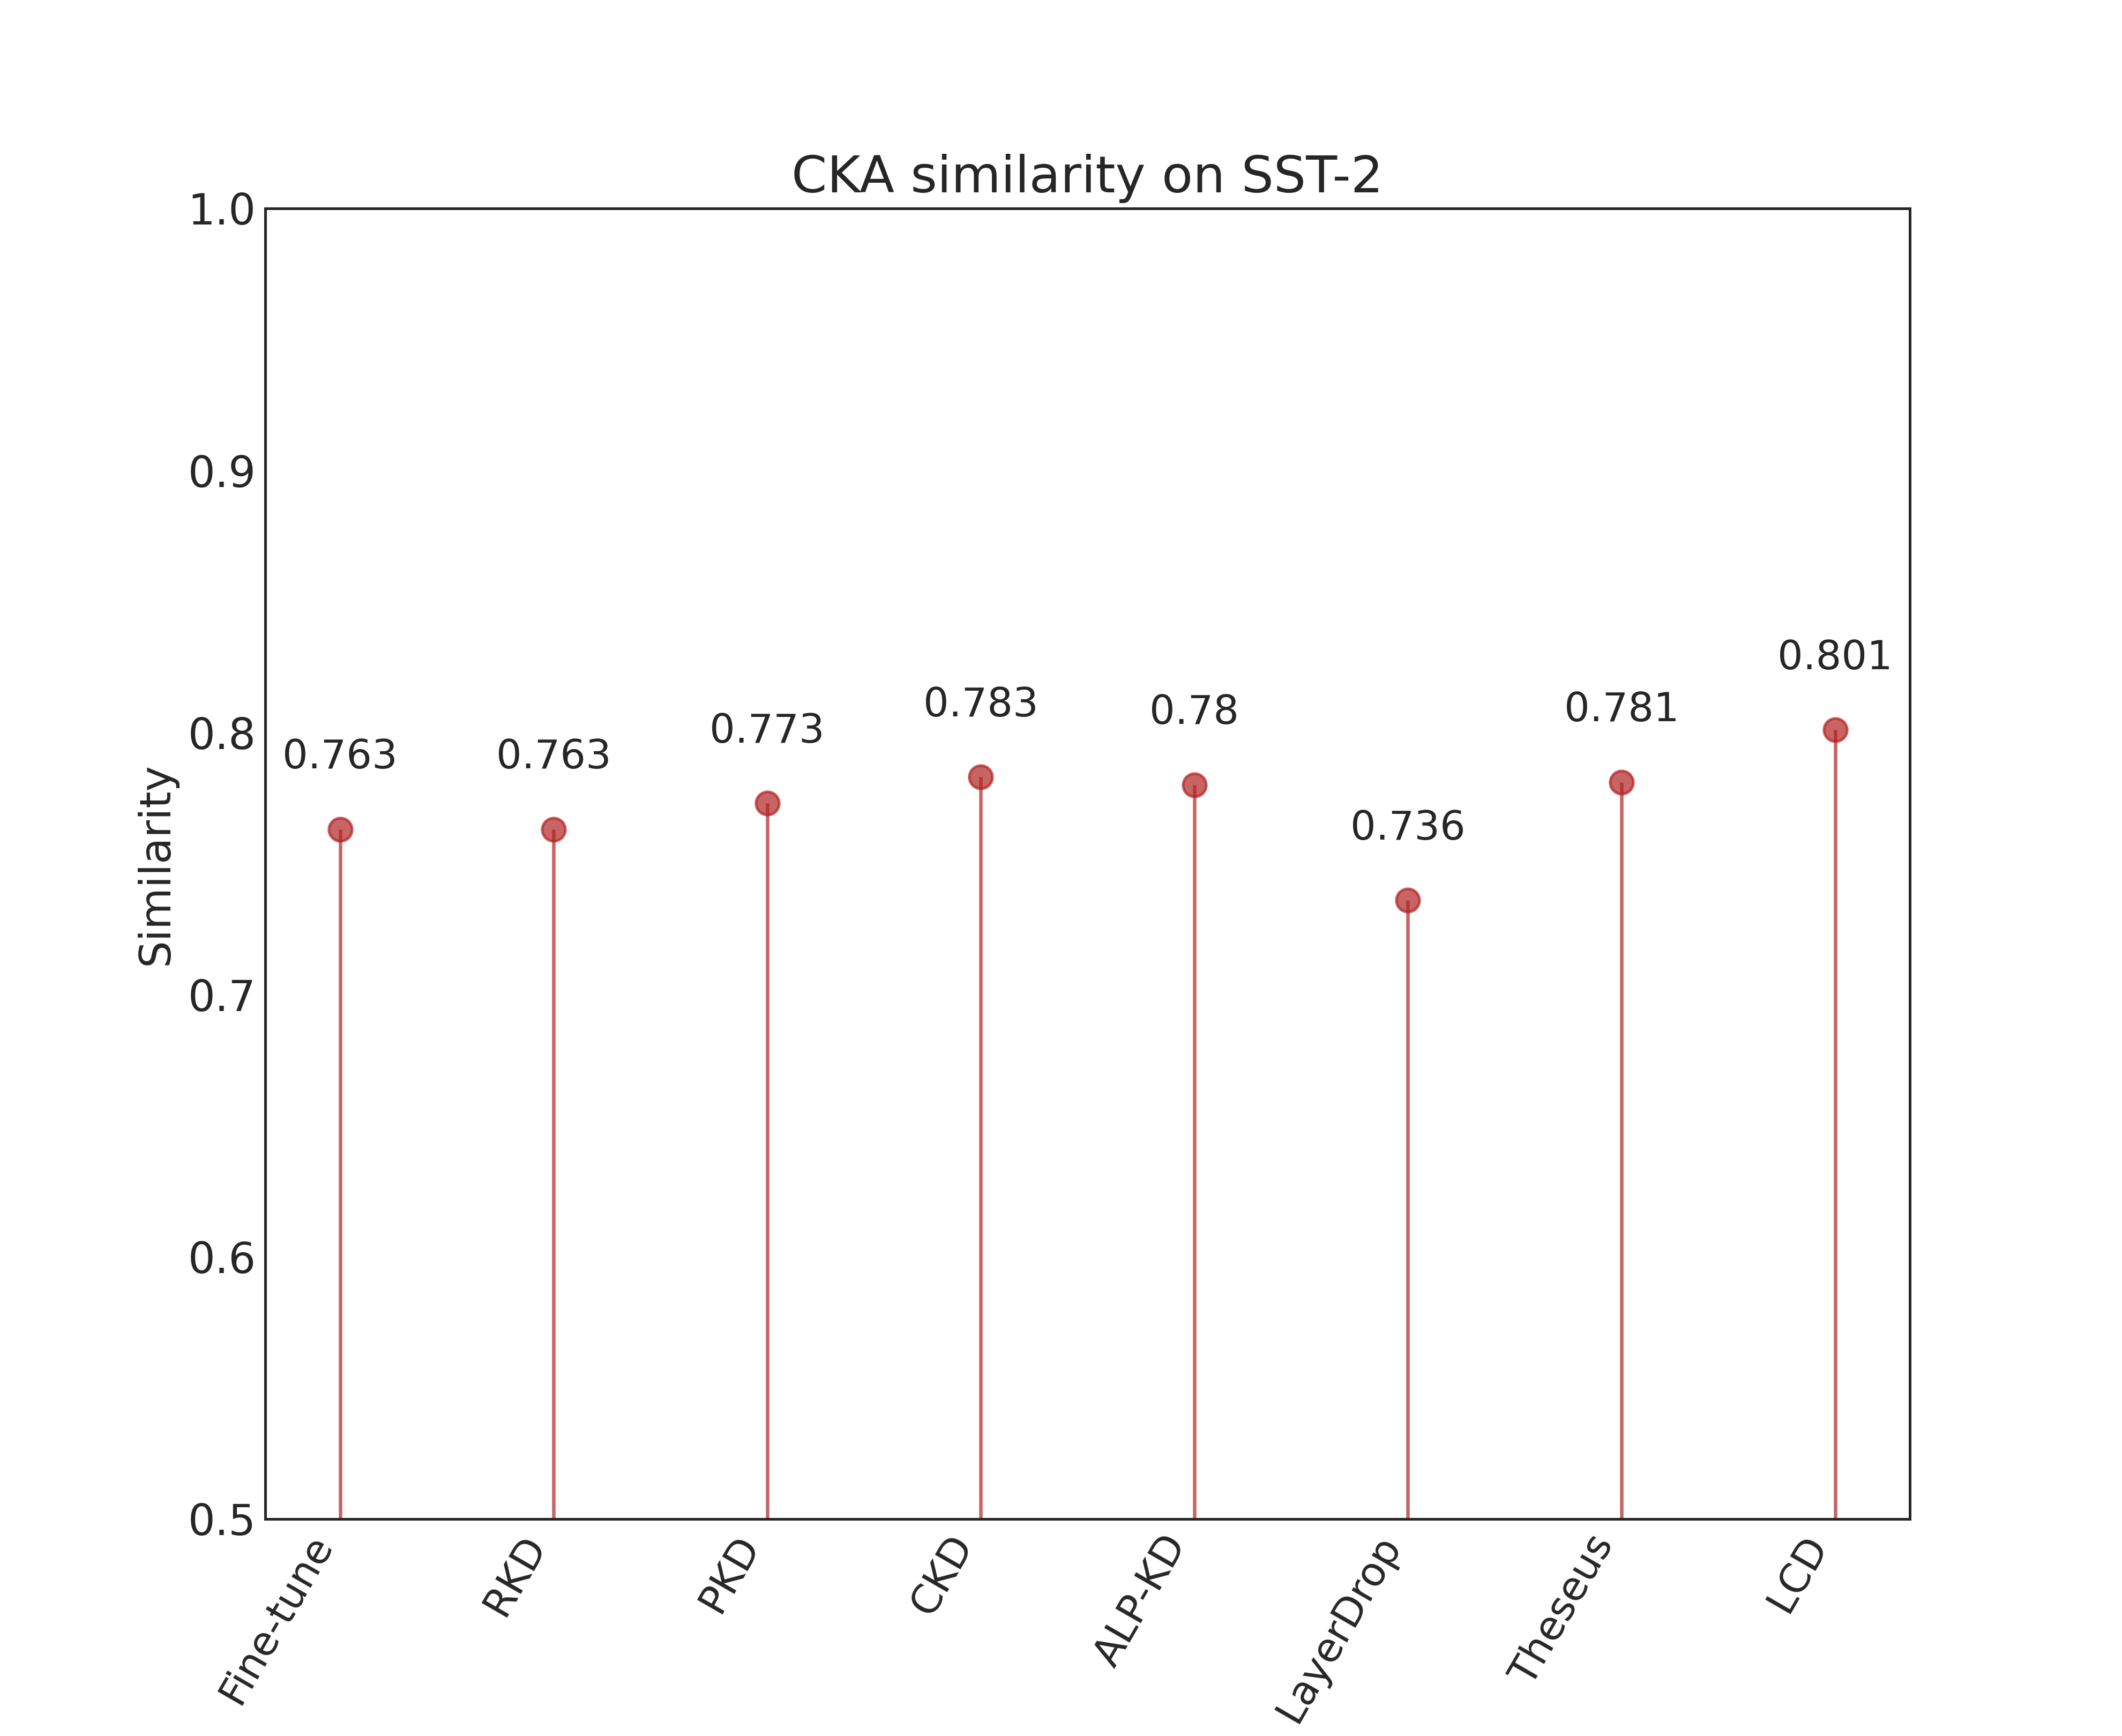 CKA similarity on SST-2
1.0
0.9
0.8
0.7
0.6
0.5
Similarity
0.763
0.763
0.773
0.783
0.78
0.736
0.781
0.801
Fine-tune
RKD
PKD
CKD
ALP-KD
LayerDrop
Theseus
LCD